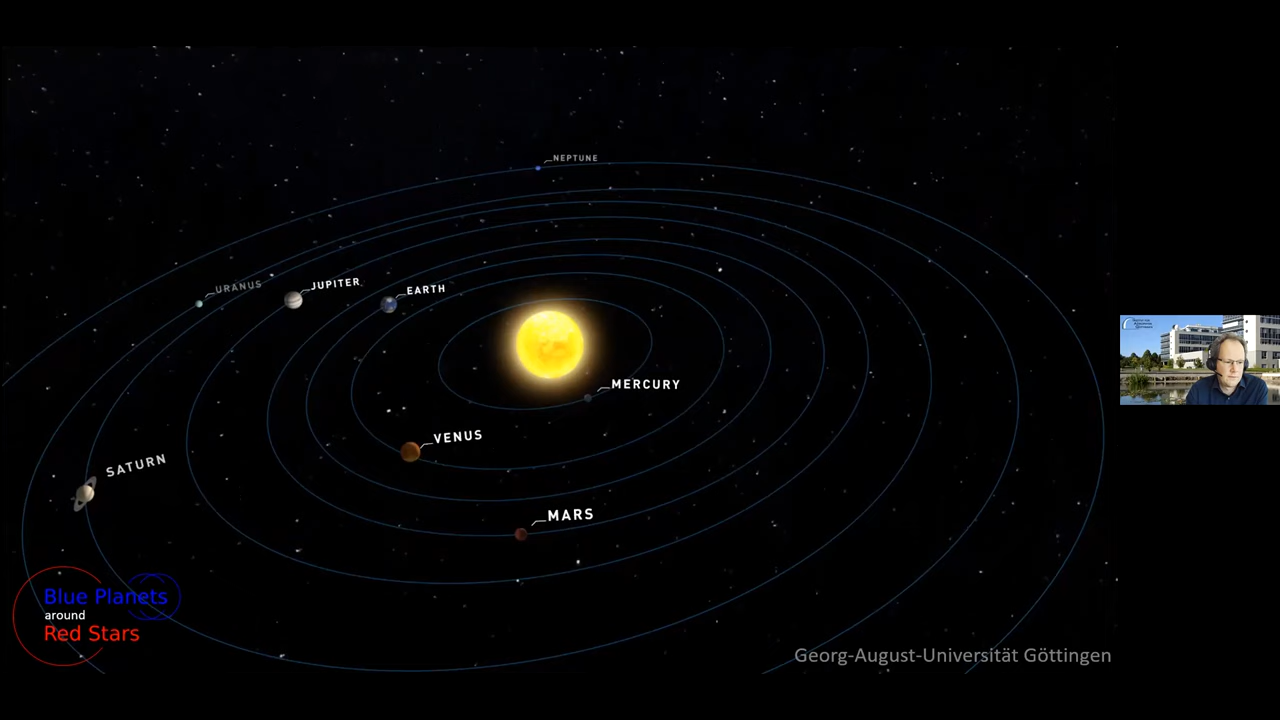 NEPTUNE
URANUS
JUPITER
EARTH
MERCURY
VENUS
SATURN
MARS
Blue Planets
around
Red Stars
Georg-August-Universität Göttingen